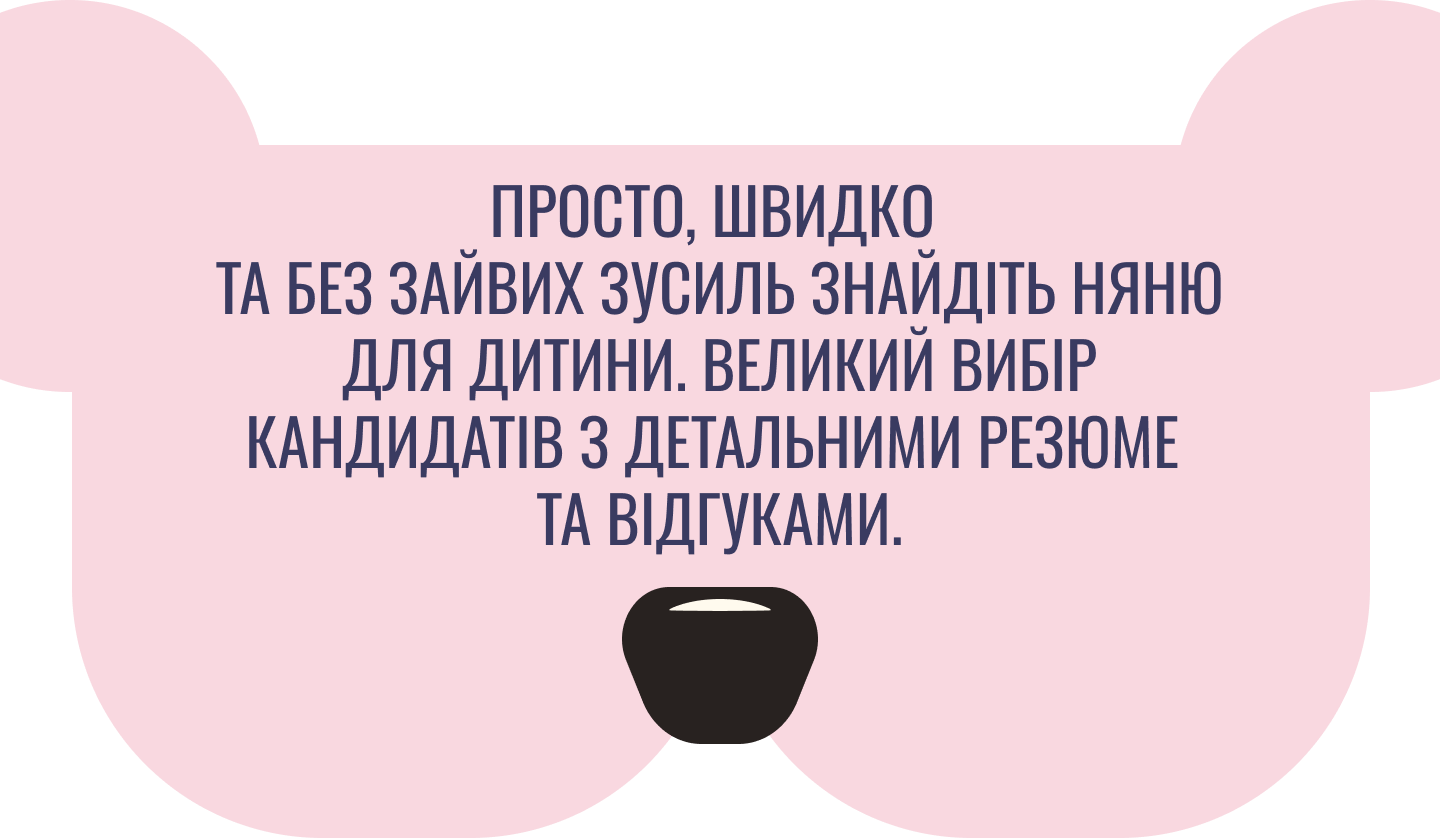 ПРОСТО, ШВИДКО
ТА БЕЗ ЗАЙВИХ ЗУСИЛЬ ЗНАЙДІТЬ НЯНЮ
ДЛЯ ДИТИНИ. ВЕЛИКИЙ ВИБІР
КАНДИДАТІВ З ДЕТАЛЬНИМИ РЕЗЮМЕ
ТА ВІДГУКАМИ.